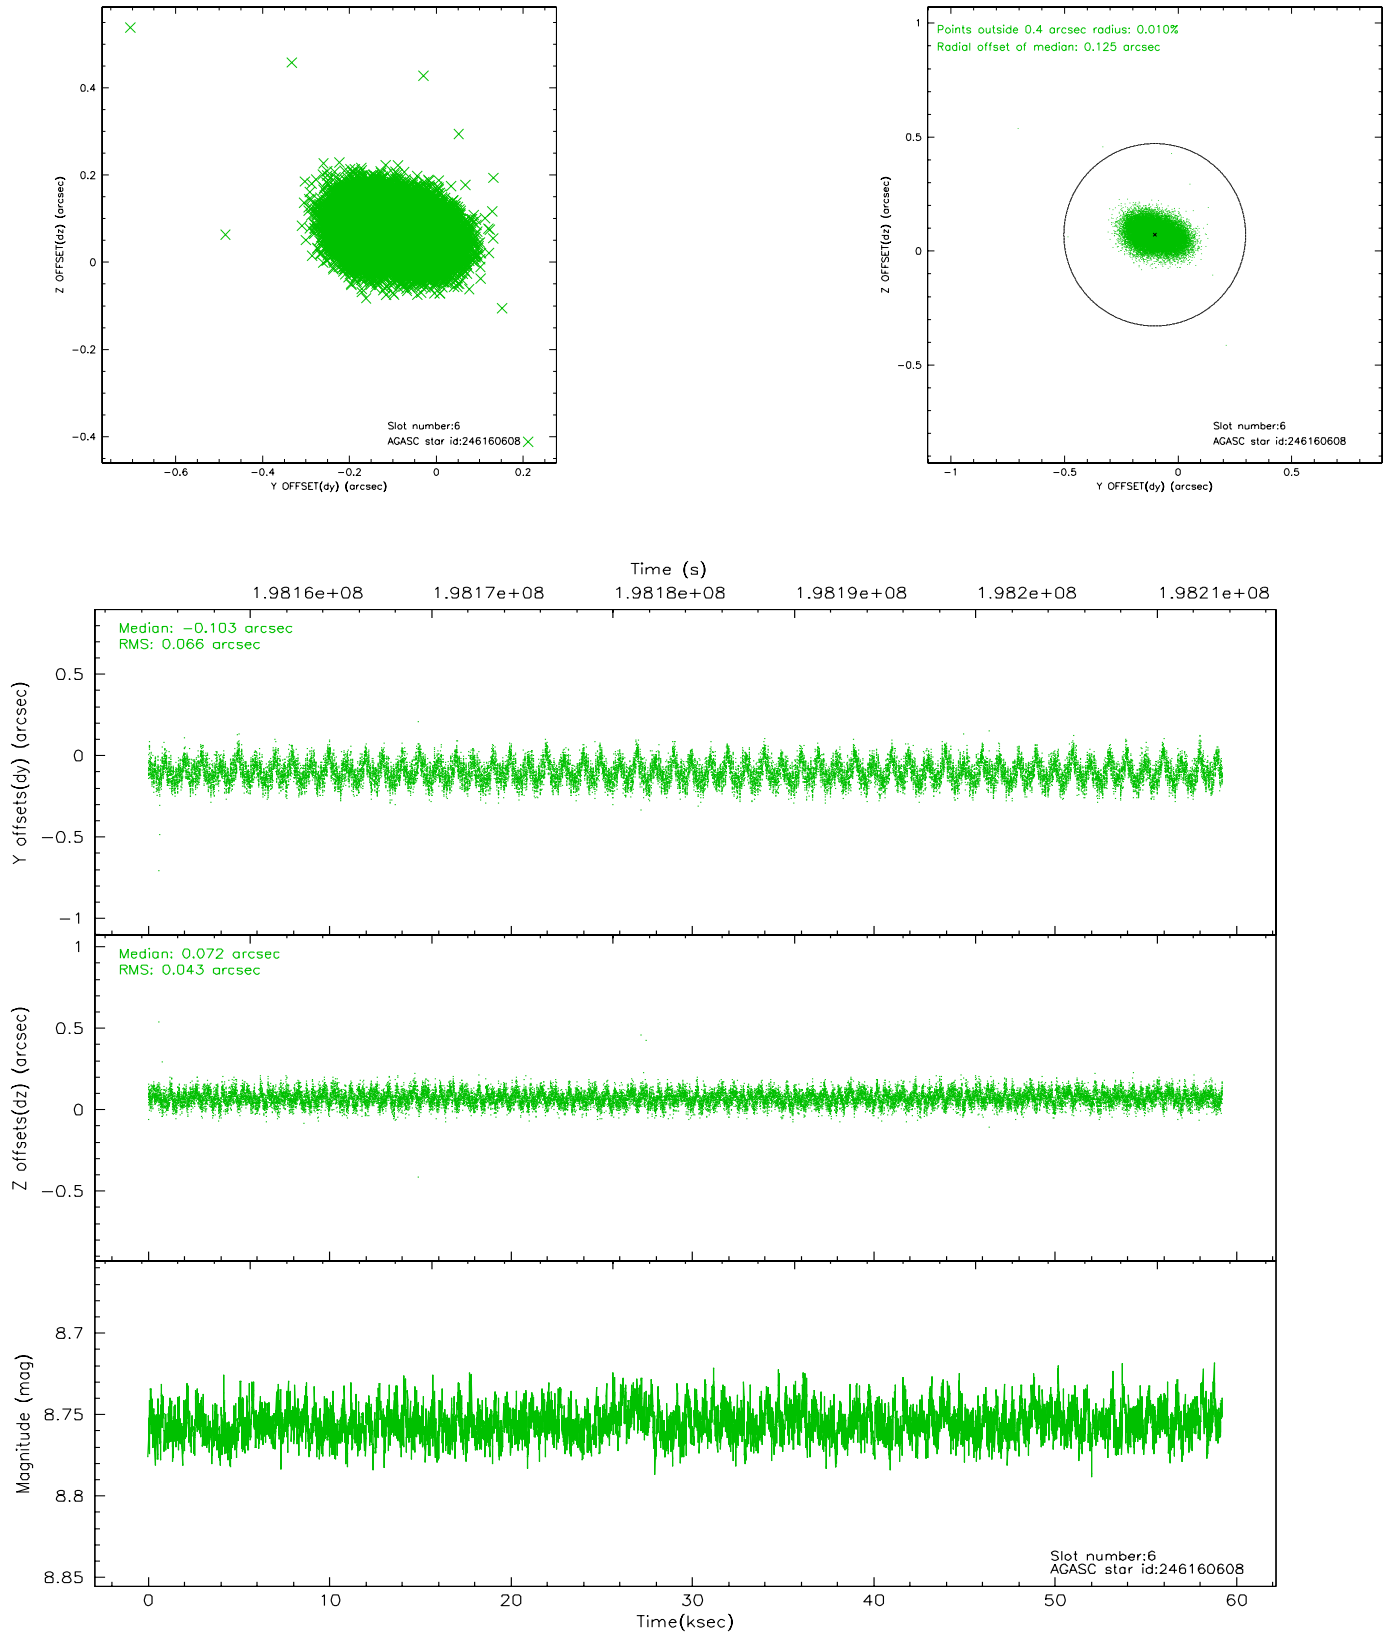 0.4
0.2
0
−0.2
−0.4
Z OFFSET(dz) (arcsec)
Slot number:6
AGASC star id:246160608
−0.6
−0.4
−0.2
0
0.2
Y OFFSET(dy) (arcsec)
Points outside 0.4 arcsec radius: 0.010%
Radial offset of median: 0.125 arcsec
1
0.5
0
−0.5
Z OFFSET(dz) (arcsec)
Slot number:6
AGASC star id:246160608
−1
−0.5
0
0.5
Y OFFSET(dy) (arcsec)
Time (s)
1.9816e+08
1.9817e+08
1.9818e+08
1.9819e+08
1.982e+08
1.9821e+08
Median: −0.103 arcsec
RMS: 0.066 arcsec
0.5
0
−0.5
−1
Y offsets(dy) (arcsec)
Median: 0.072 arcsec
RMS: 0.043 arcsec
1
0.5
0
−0.5
Z offsets(dz) (arcsec)
8.7
8.75
8.8
8.85
Magnitude (mag)
Slot number:6
AGASC star id:246160608
0
10
20
30
40
50
60
Time(ksec)